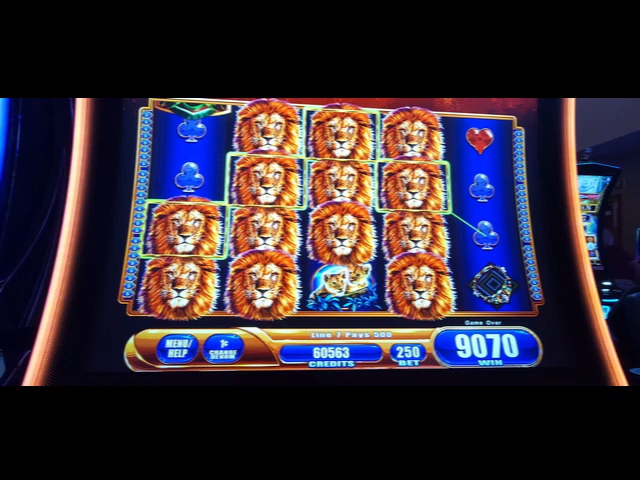 Line 7 Pays 500
Game Over
MENU/
HELP
1¢
CHANGE
DENOM
60563
CREDITS
250
BET
9070
WIN